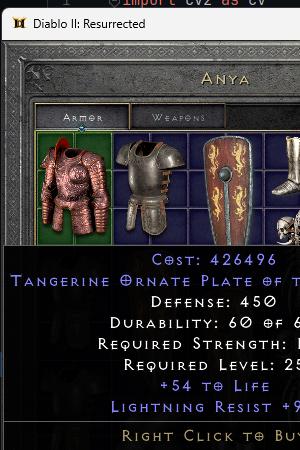 import cv2 as cv
Diablo II: Resurrected
Anya
Armor Weapons
Cost: 426496
Tangerine Ornate Plate of
Defense: 450
Durability: 60 of
Required Strength:
Required Level: 25
+54 to Life
Lightning Resist +9
Right Click to Buy